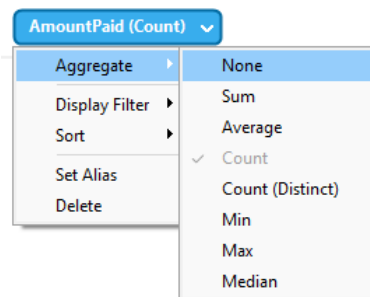 AmountPaid (Count)
Aggregate
Display Filter
Sort
Set Alias
Delete
None
Sum
Average
Count
Count (Distinct)
Min
Max
Median